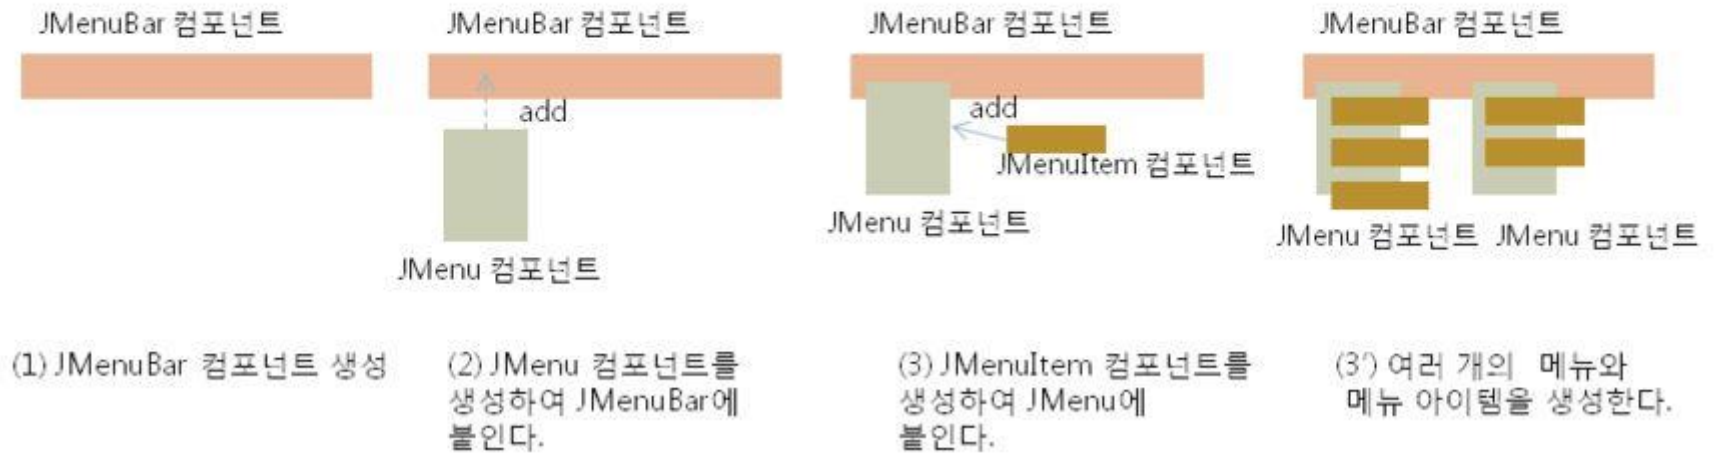 JMenuBar 컴포넌트
JMenuBar 컴포넌트
JMenuBar 컴포넌트
JMenuBar 컴포넌트
add
add
JMenuItem 컴포넌트
JMenu 컴포넌트
JMenu 컴포넌트
JMenu 컴포넌트
JMenu 컴포넌트
(1) JMenuBar 컴포넌트 생성
(2) JMenu 컴포넌트를
생성하여 JMenuBar에
붙인다.
(3) JMenuItem 컴포넌트를
생성하여 JMenu에
붙인다.
(3') 여러 개의 메뉴와
메뉴 아이템을 생성한다.